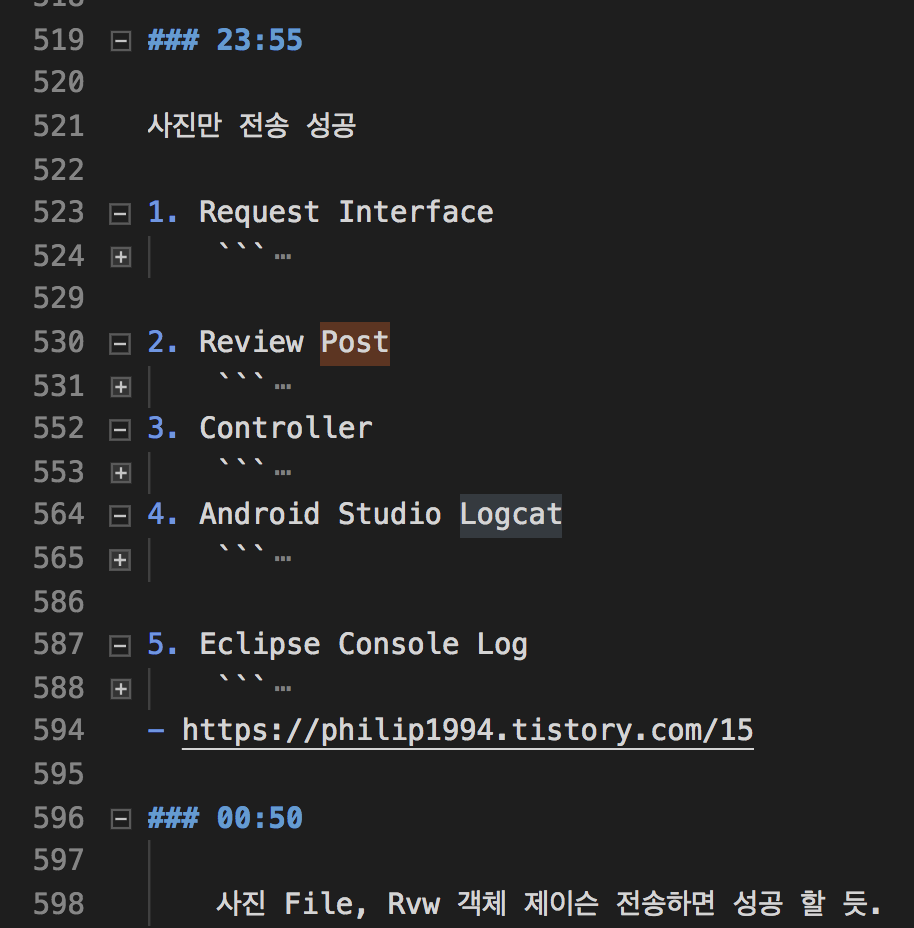 518
519 ### 23:55
520
521 사진만 전송 성공
522
523 1. Request Interface
524 ```…
529
530 2. Review Post
531 ```…
552 3. Controller
553 ```…
564 4. Android Studio Logcat
565 ```…
586
587 5. Eclipse Console Log
588 ```…
594 - https://philip1994.tistory.com/15
595
596 ### 00:50
597
598 사진 File, Rvw 객체 제이슨 전송하면 성공 할 듯.